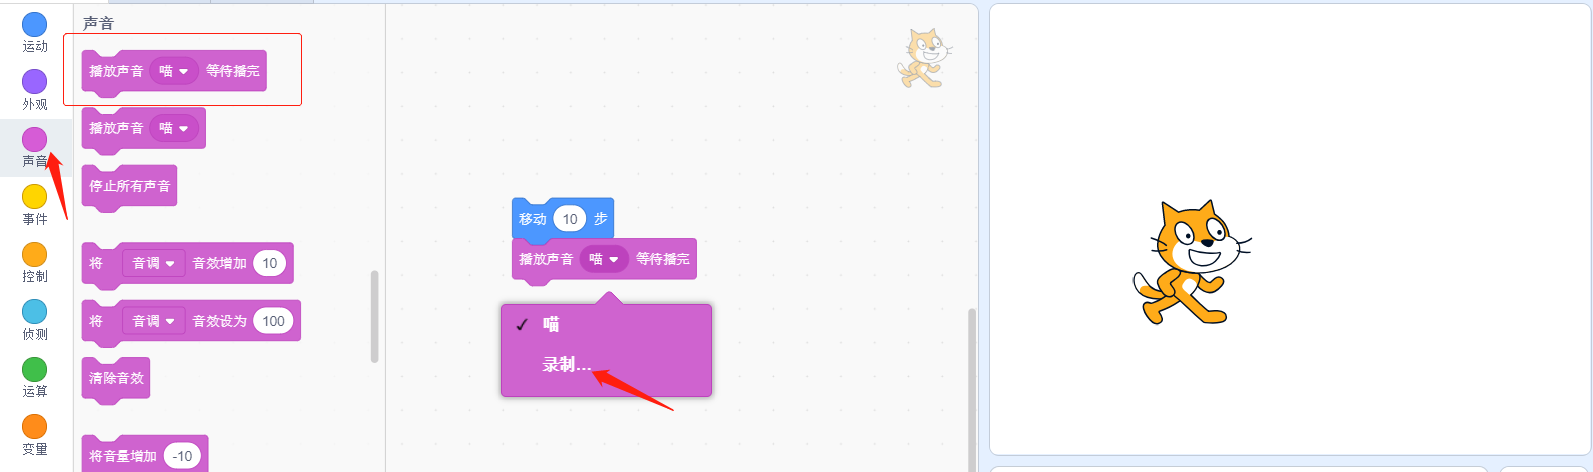 运动
外观
声音
事件
控制
侦测
运算
变量
声音
播放声音 喵 等待播完
播放声音 喵
停止所有声音
将 音调 音效增加 10
将 音调 音效设为 100
清除音效
将音量增加 -10
移动 10 步
播放声音 喵 等待播完
✓ 喵
录制...